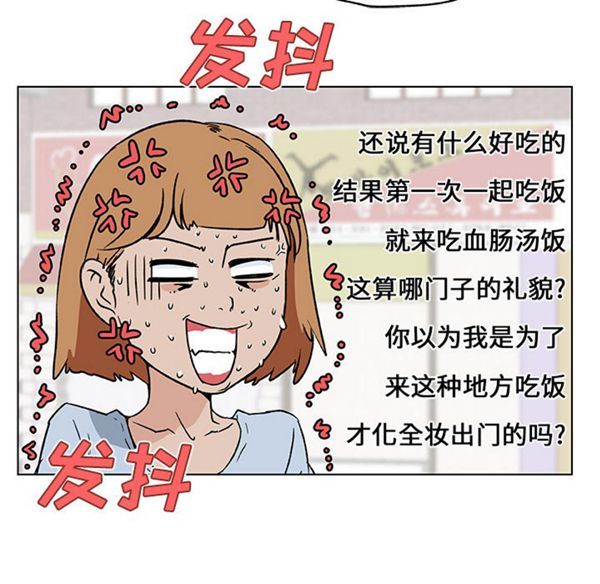 发抖
还说有什么好吃的
结果第一次一起吃饭
就来吃血肠汤饭
这算哪门子的礼貌?
你以为我是为了
来这种地方吃饭
才化全妆出门的吗?
发抖